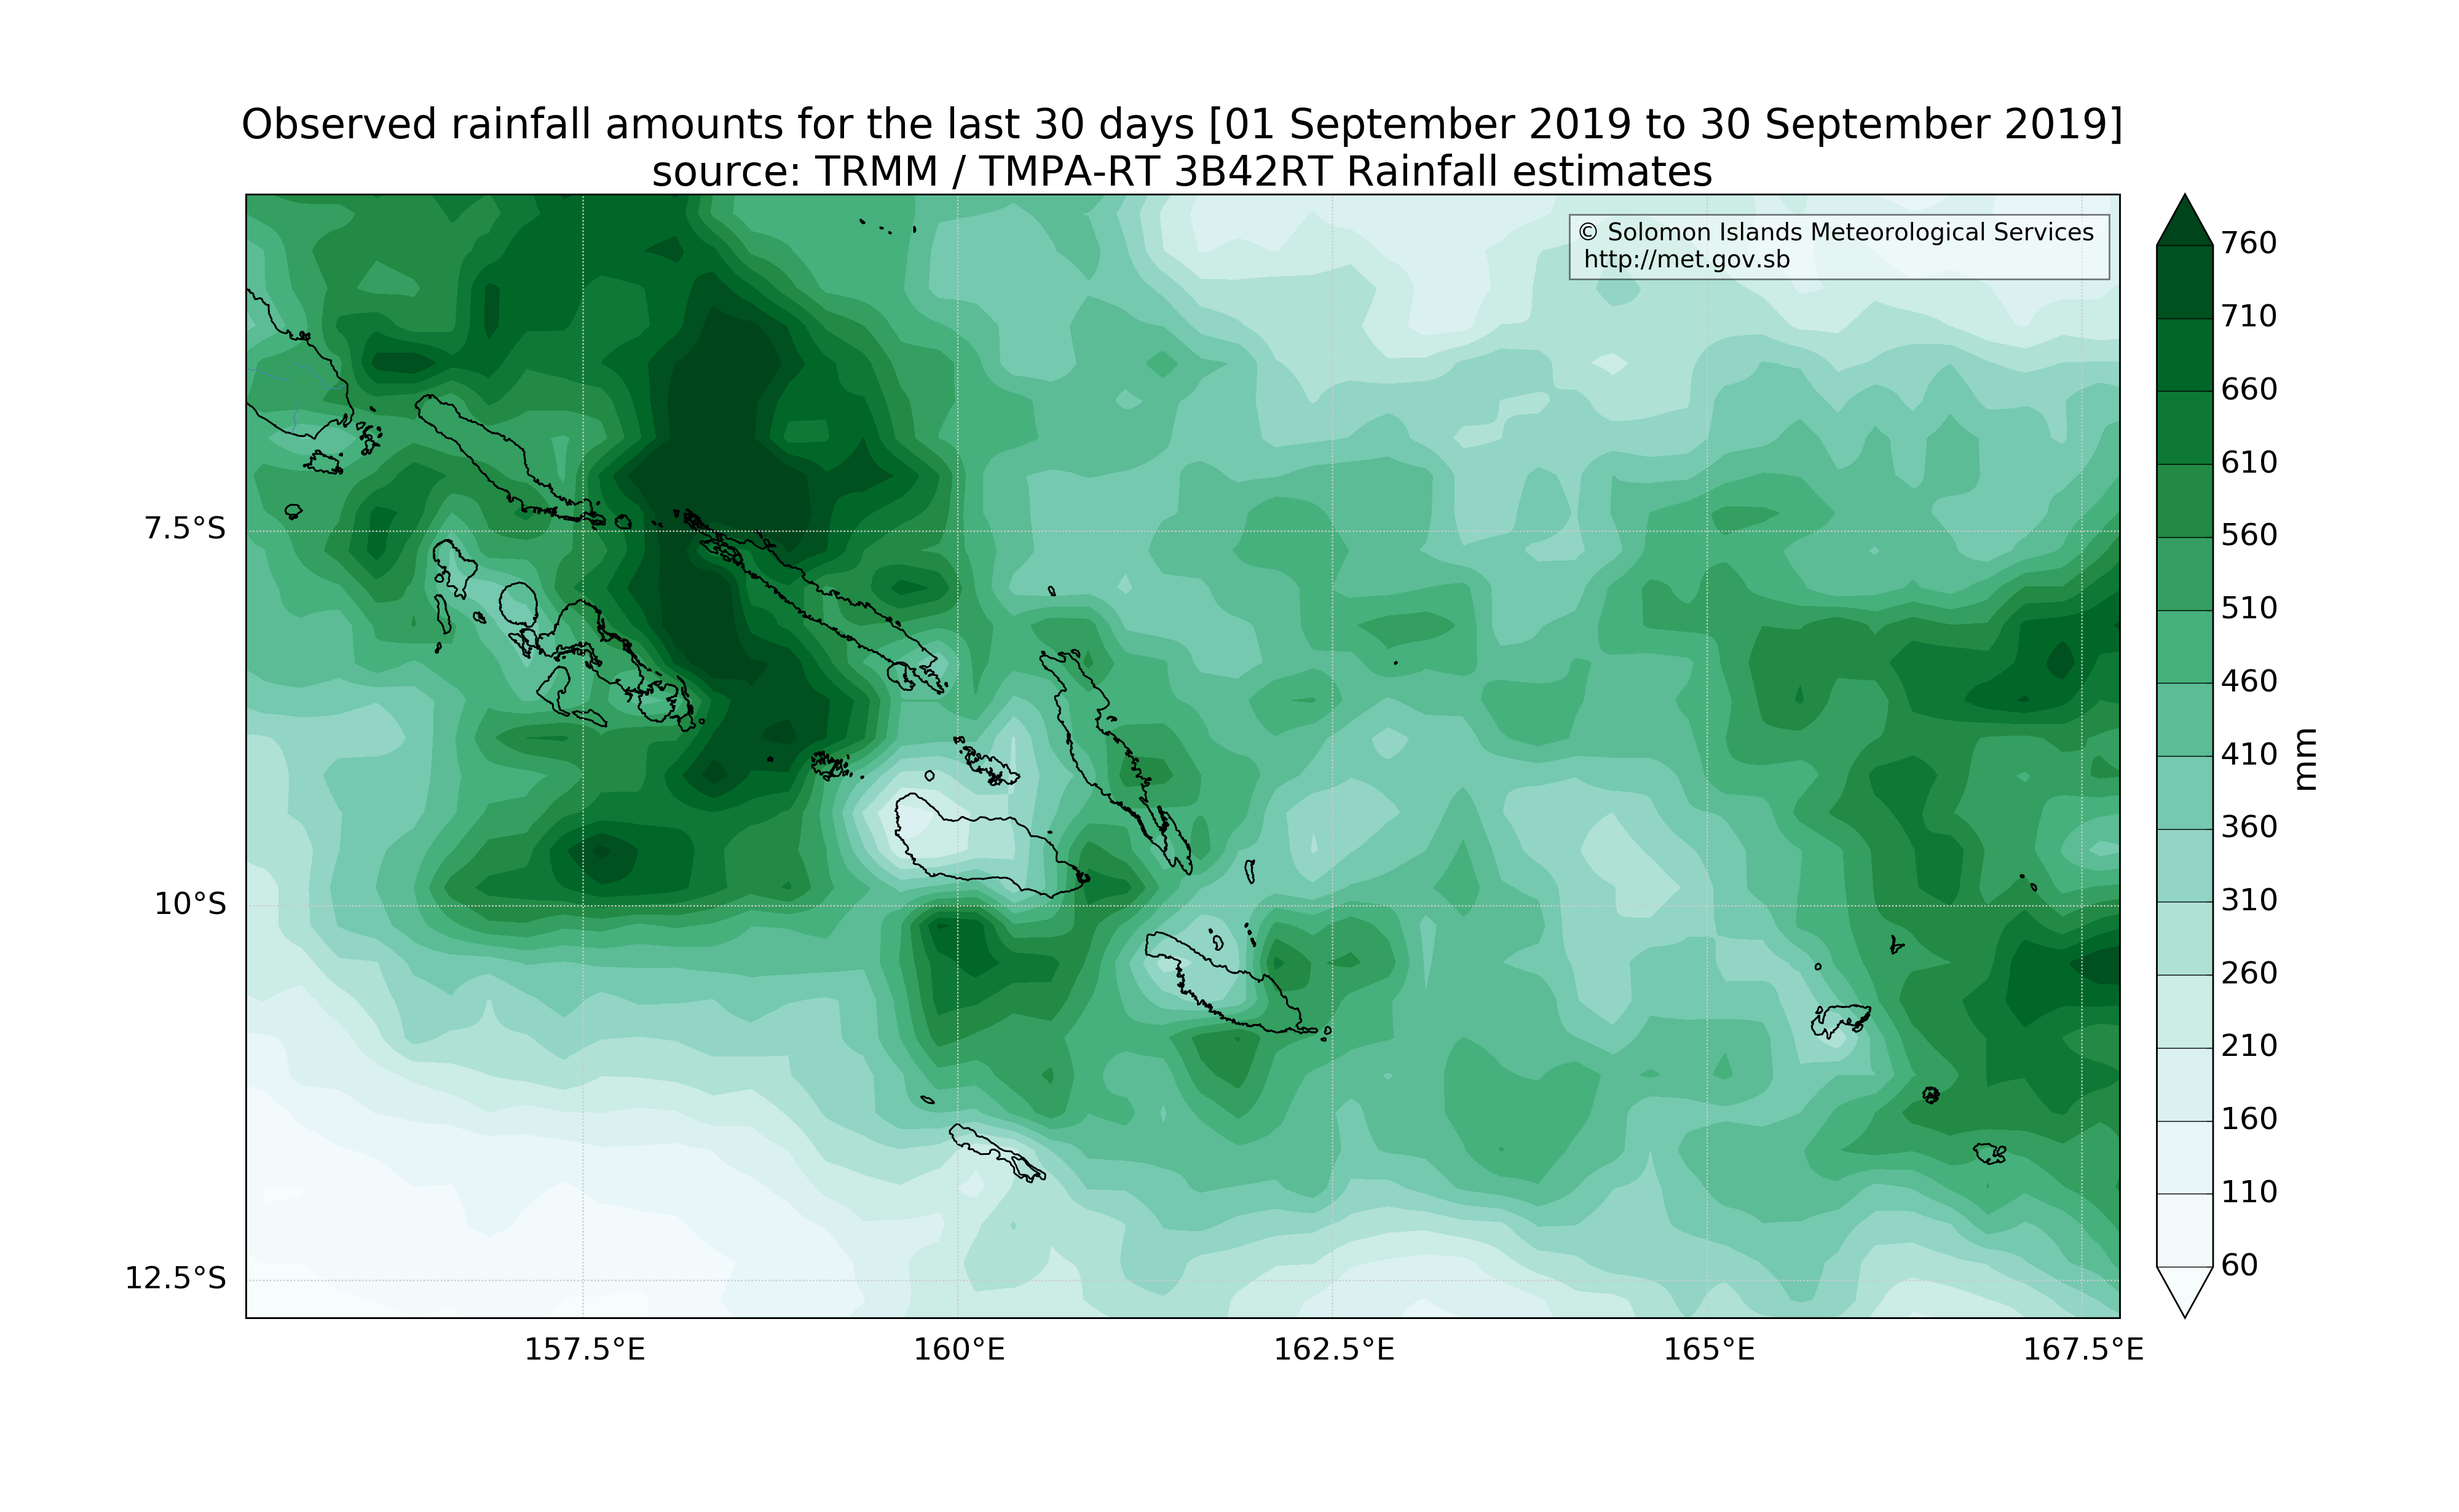 Observed rainfall amounts for the last 30 days [01 September 2019 to 30 September 2019]
source: TRMM / TMPA-RT 3B42RT Rainfall estimates
© Solomon Islands Meteorological Services
http://met.gov.sb
7.5°S
10°S
12.5°S
157.5°E
160°E
162.5°E
165°E
167.5°E
760
710
660
610
560
510
460
410
360
310
260
210
160
110
60
mm